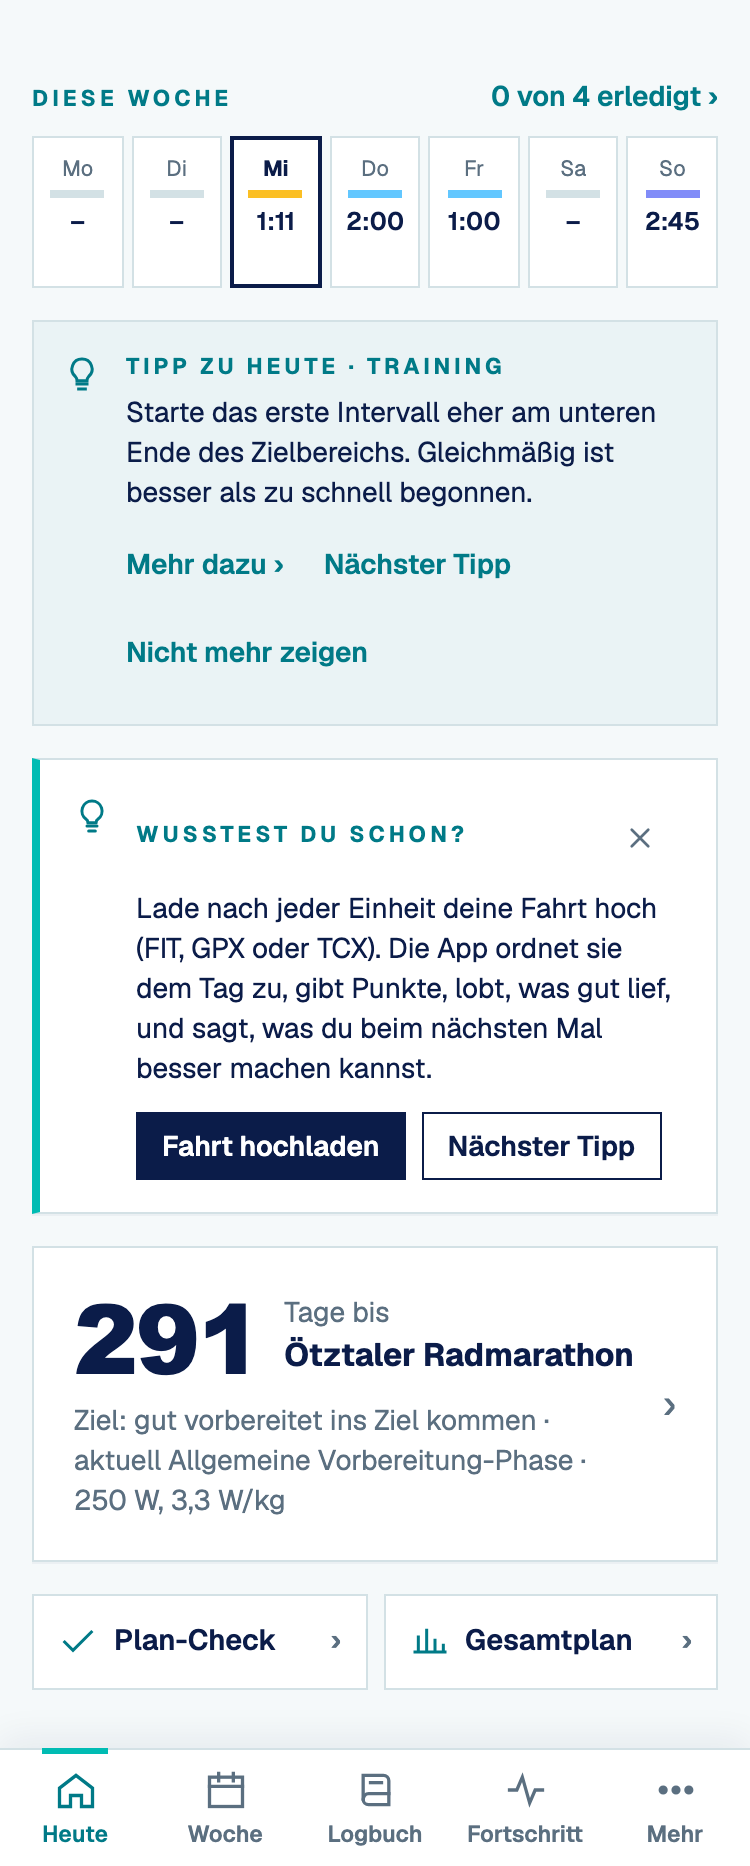 DIESE WOCHE
0 von 4 erledigt ›
Mo Di Mi Do Fr Sa So
– – 1:11 2:00 1:00 – 2:45
TIPP ZU HEUTE · TRAINING
Starte das erste Intervall eher am unteren
Ende des Zielbereichs. Gleichmäßig ist
besser als zu schnell begonnen.
Mehr dazu › Nächster Tipp
Nicht mehr zeigen
WUSSTEST DU SCHON?
Lade nach jeder Einheit deine Fahrt hoch
(FIT, GPX oder TCX). Die App ordnet sie
dem Tag zu, gibt Punkte, lobt, was gut lief,
und sagt, was du beim nächsten Mal
besser machen kannst.
Fahrt hochladen Nächster Tipp
291 Tage bis
Ötztaler Radmarathon
Ziel: gut vorbereitet ins Ziel kommen ·
aktuell Allgemeine Vorbereitung-Phase ·
250 W, 3,3 W/kg
›
Plan-Check › Gesamtplan ›
Heute Woche Logbuch Fortschritt Mehr